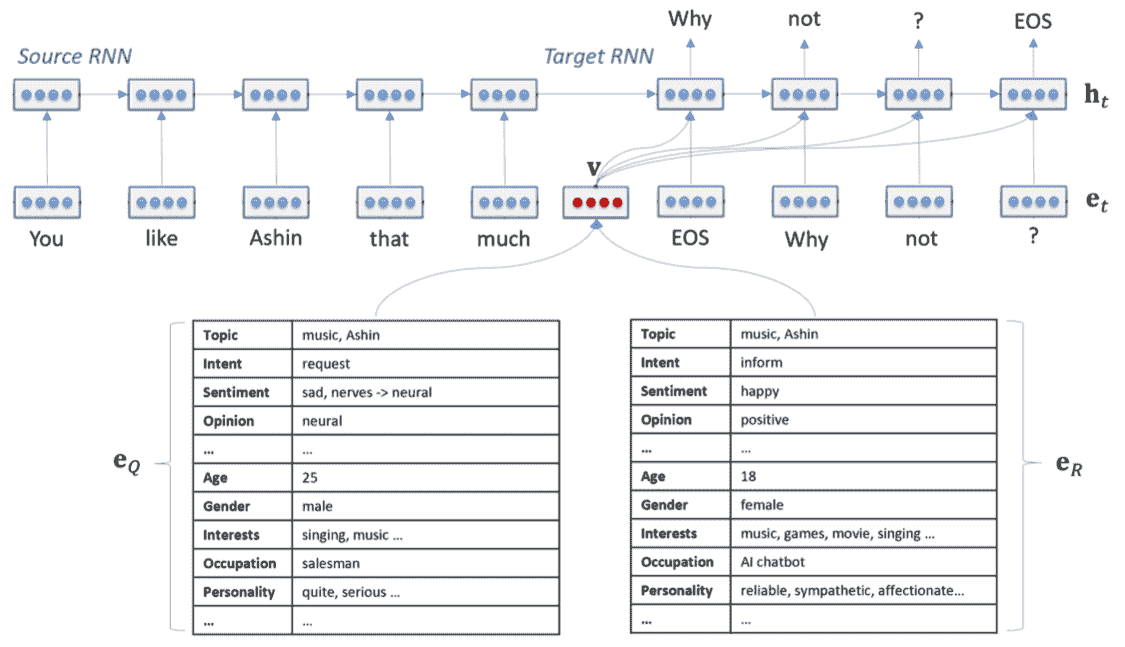 Why not ? EOS
Source RNN Target RNN
h_t
v
e_t
You like Ashin that much EOS Why not ?
Topic music, Ashin
Intent request
Sentiment sad, nerves -> neural
Opinion neural
... ...
Age 25
Gender male
Interests singing, music ...
Occupation salesman
Personality quite, serious ...
... ...
e_Q
Topic music, Ashin
Intent inform
Sentiment happy
Opinion positive
... ...
Age 18
Gender female
Interests music, games, movie, singing ...
Occupation AI chatbot
Personality reliable, sympathetic, affectionate...
... ...
e_R